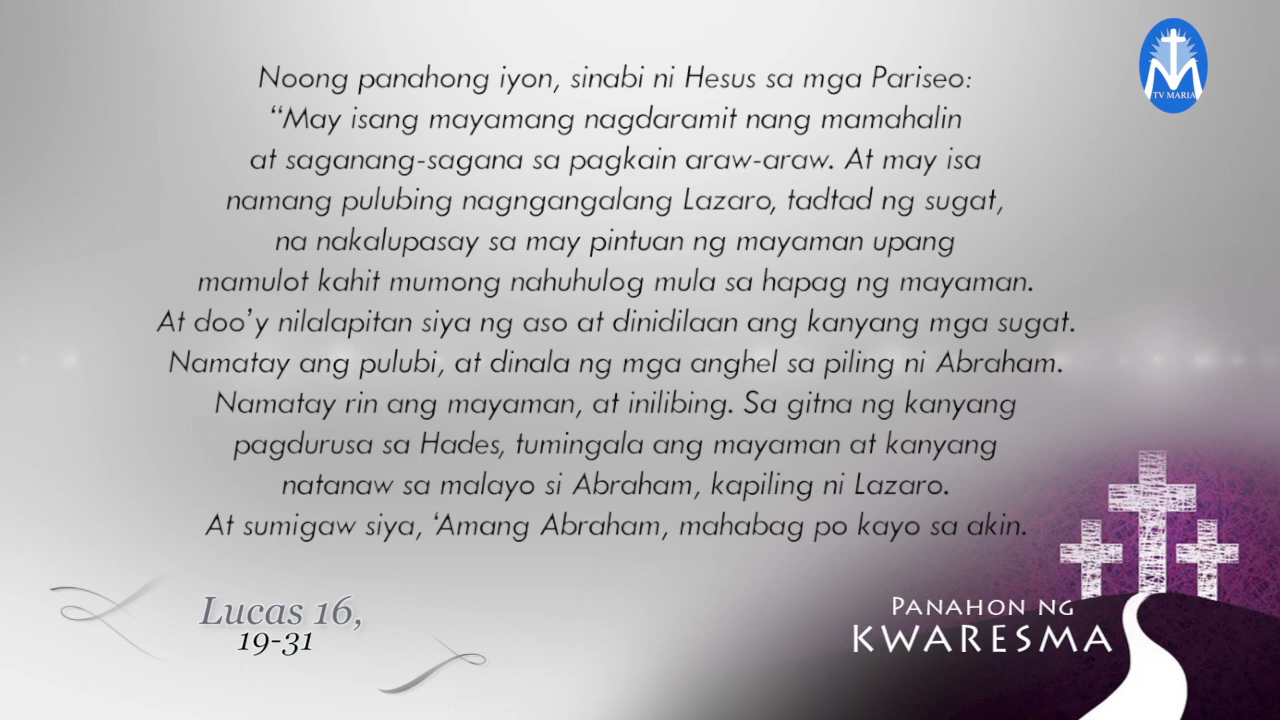 TV MARIA
Noong panahong iyon, sinabi ni Hesus sa mga Pariseo:
“May isang mayamang nagdaramit nang mamahalin
at saganang-sagana sa pagkain araw-araw. At may isa
namang pulubing nagngangalang Lazaro, tadtad ng sugat,
na nakalupasay sa may pintuan ng mayaman upang
mamulot kahit mumong nahuhulog mula sa hapag ng mayaman.
At doo’y nilalapitan siya ng aso at dinidilaan ang kanyang mga sugat.
Namatay ang pulubi, at dinala ng mga anghel sa piling ni Abraham.
Namatay rin ang mayaman, at inilibing. Sa gitna ng kanyang
pagdurusa sa Hades, tumingala ang mayaman at kanyang
natanaw sa malayo si Abraham, kapiling ni Lazaro.
At sumigaw siya, ‘Amang Abraham, mahabag po kayo sa akin.
Lucas 16,
19-31
PANAHON NG
KWARESMA